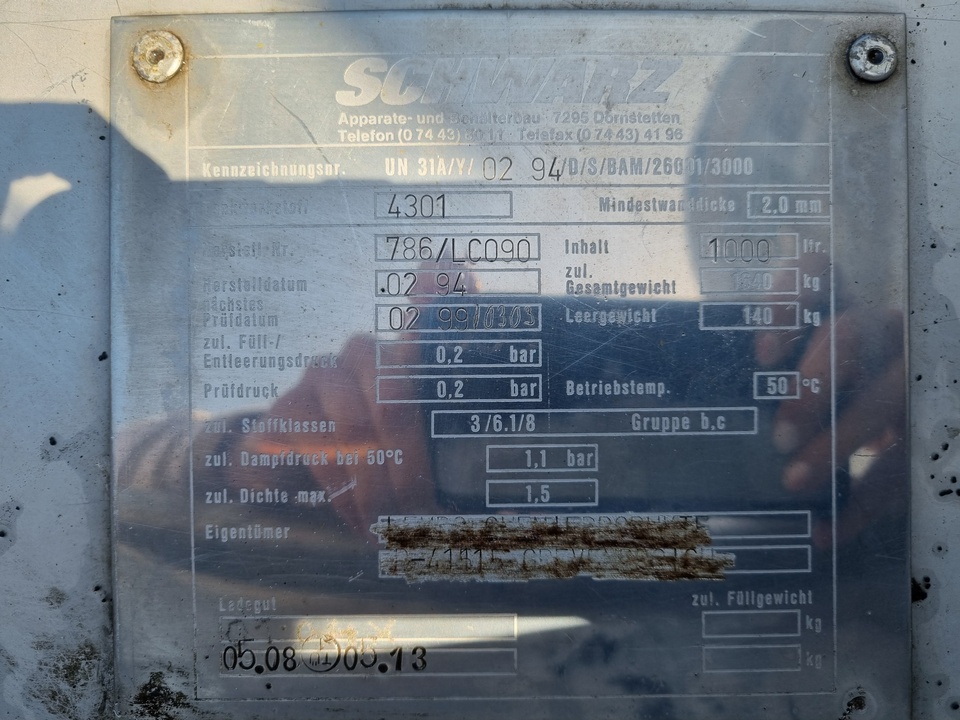 SCHWARZ
Apparate- und Behälterbau · 7295 Dornstetten
Telefon (0 74 43) Telefax (0 74 43) 41 96
Kennzeichnungsnr. UN 31A/Y/ 02 94/D/S/BAM/26001/3000
4301 Mindestwanddicke 2.0 mm
786/LC090 Inhalt 1000 ltr.
Herstelldatum 02 94 zul. Gesamtgewicht 1640 kg
nächstes Prüfdatum 02 99/0303 Leergewicht 140 kg
zul. Füll-/
Entleerungsdruck 0,2 bar
Prüfdruck 0,2 bar Betriebstemp. 50 °C
zul. Stoffklassen 3/6.1/8 Gruppe b,c
zul. Dampfdruck bei 50°C 1,1 bar
zul. Dichte max. 1,5
Eigentümer
Ladegut zul. Füllgewicht
kg
05.08 05.13 kg